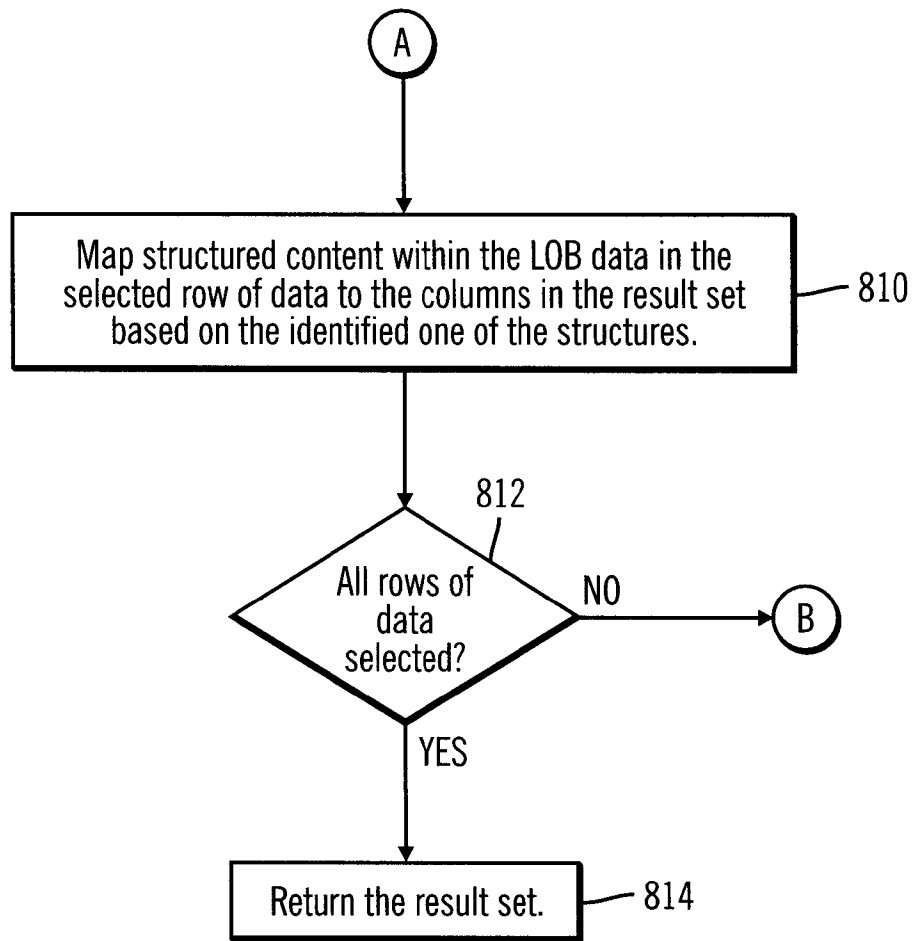 A
Map structured content within the LOB data in the
selected row of data to the columns in the result set
based on the identified one of the structures.
810
812
All rows of
data
selected?
NO
B
YES
Return the result set.
814